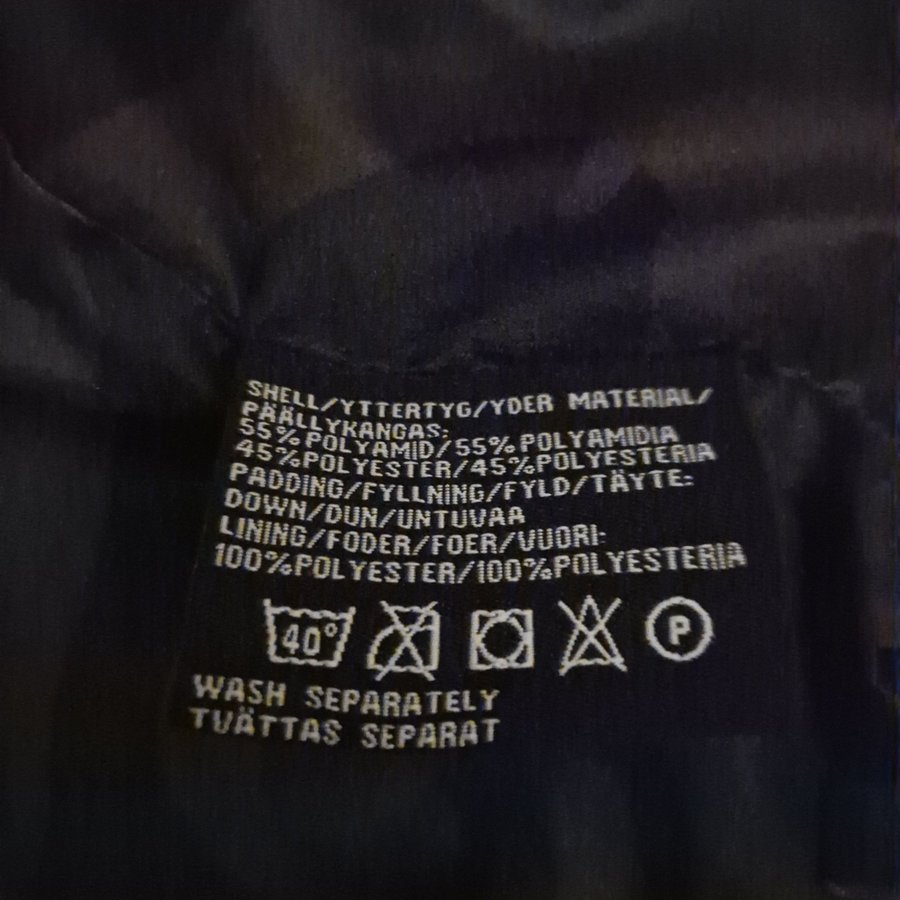 SHELL/YTTERTYG/YDER MATERIAL/
PÄÄLLYKANGAS:
55%POLYAMID/55%POLYAMIDIA
45%POLYESTER/45%POLYESTERIA
PADDING/FYLLNING/FYLD/TÄYTE:
DOWN/DUN/UNTUVAA
LINING/FODER/FOER/VUORI:
100%POLYESTER/100%POLYESTERIA
40° P
WASH SEPARATELY
TVÄTTAS SEPARAT